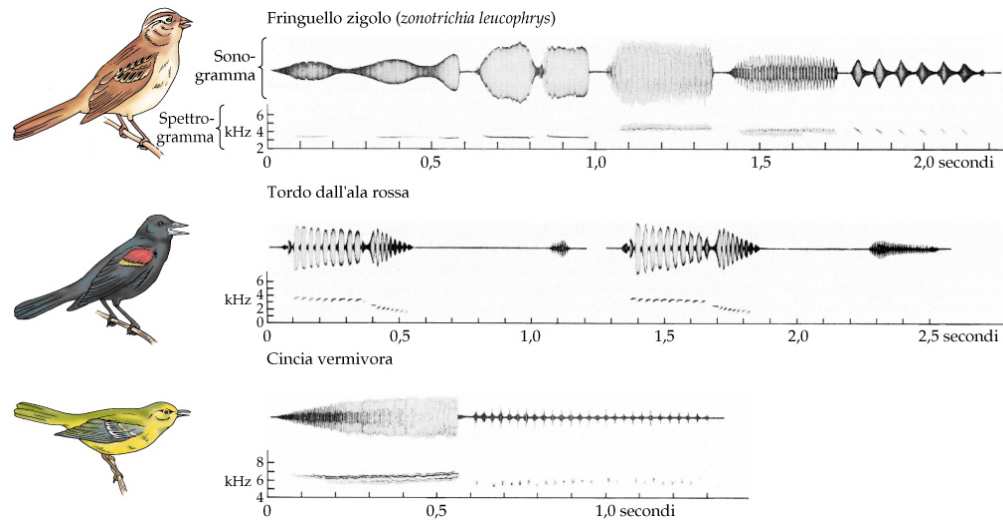 Fringuello zigolo (zonotrichia leucophrys)
Sono-
gramma
Spettro-
gramma
kHz
6
4
2
0 0,5 1,0 1,5 2,0 secondi
Tordo dall'ala rossa
kHz
6
4
2
0
0 0,5 1,0 1,5 2,0 2,5 secondi
Cincia vermivora
kHz
8
6
4
0 0,5 1,0 secondi